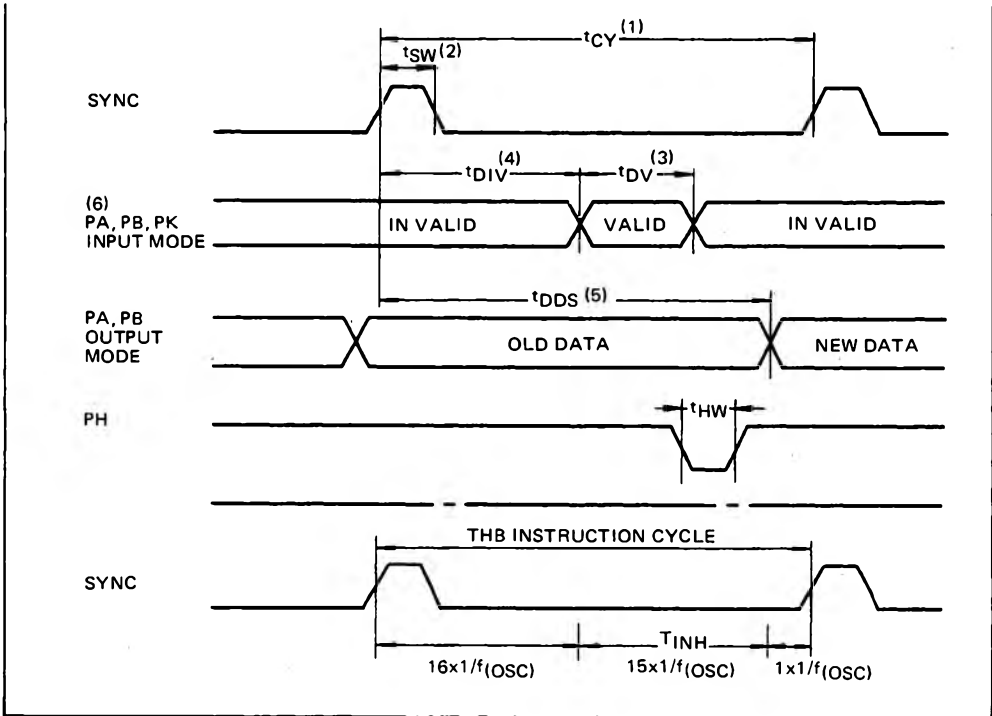 tCY(1)
tSW(2)
SYNC
tDIV(4)
tDV(3)
(6)
PA, PB, PK
INPUT MODE
IN VALID
VALID
IN VALID
tDDS(5)
PA, PB
OUTPUT
MODE
OLD DATA
NEW DATA
tHW
PH
THB INSTRUCTION CYCLE
SYNC
TINH
16x1/f(OSC)
15x1/f(OSC)
1x1/f(OSC)